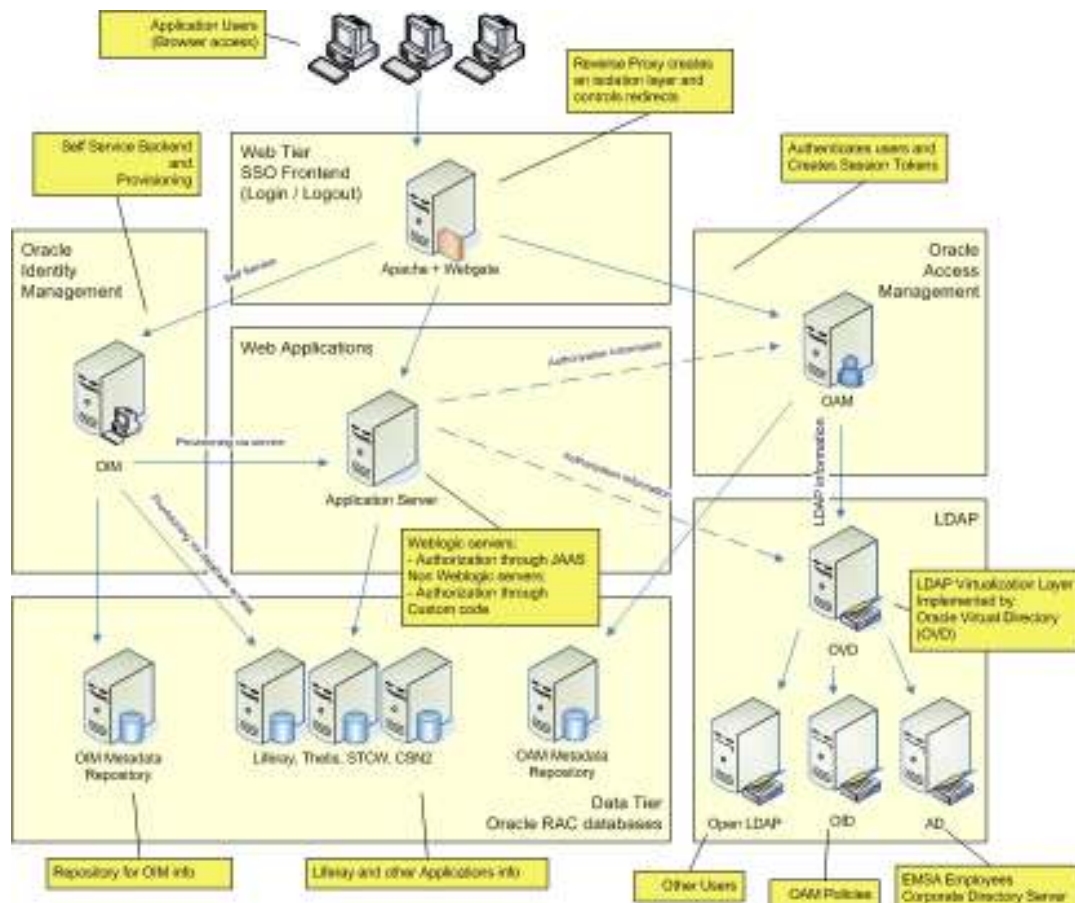 Application Users
(Browser access)
Reverse Proxy creates
an isolation layer and
controls redirects
Self Service Backend
and
Provisioning
Web Tier
SSO Frontend
(Login / Logout)
Authenticates users and
Creates Session Tokens
Oracle
Identity
Management
Apache + Webgate
Oracle
Access
Management
Self Service
Web Applications
Authorization Information
OAM
OIM
Provisioning via service
Application Server
Authorization Information
LDAP information
Provisioning via database access
Weblogic servers:
- Authorization through JAAS
Non Weblogic servers:
- Authorization through
Custom code
LDAP
LDAP Virtualization Layer
Implemented by
Oracle Virtual Directory
(OVD)
OVD
OIM Metadata
Repository
Liferay, Thetis, STCW, CSN2
OAM Metadata
Repository
Data Tier
Oracle RAC databases
Open LDAP
OID
AD
Repository for OIM info
Liferay and other Applications info
Other Users
OAM Policies
EMSA Employees
Corporate Directory Server